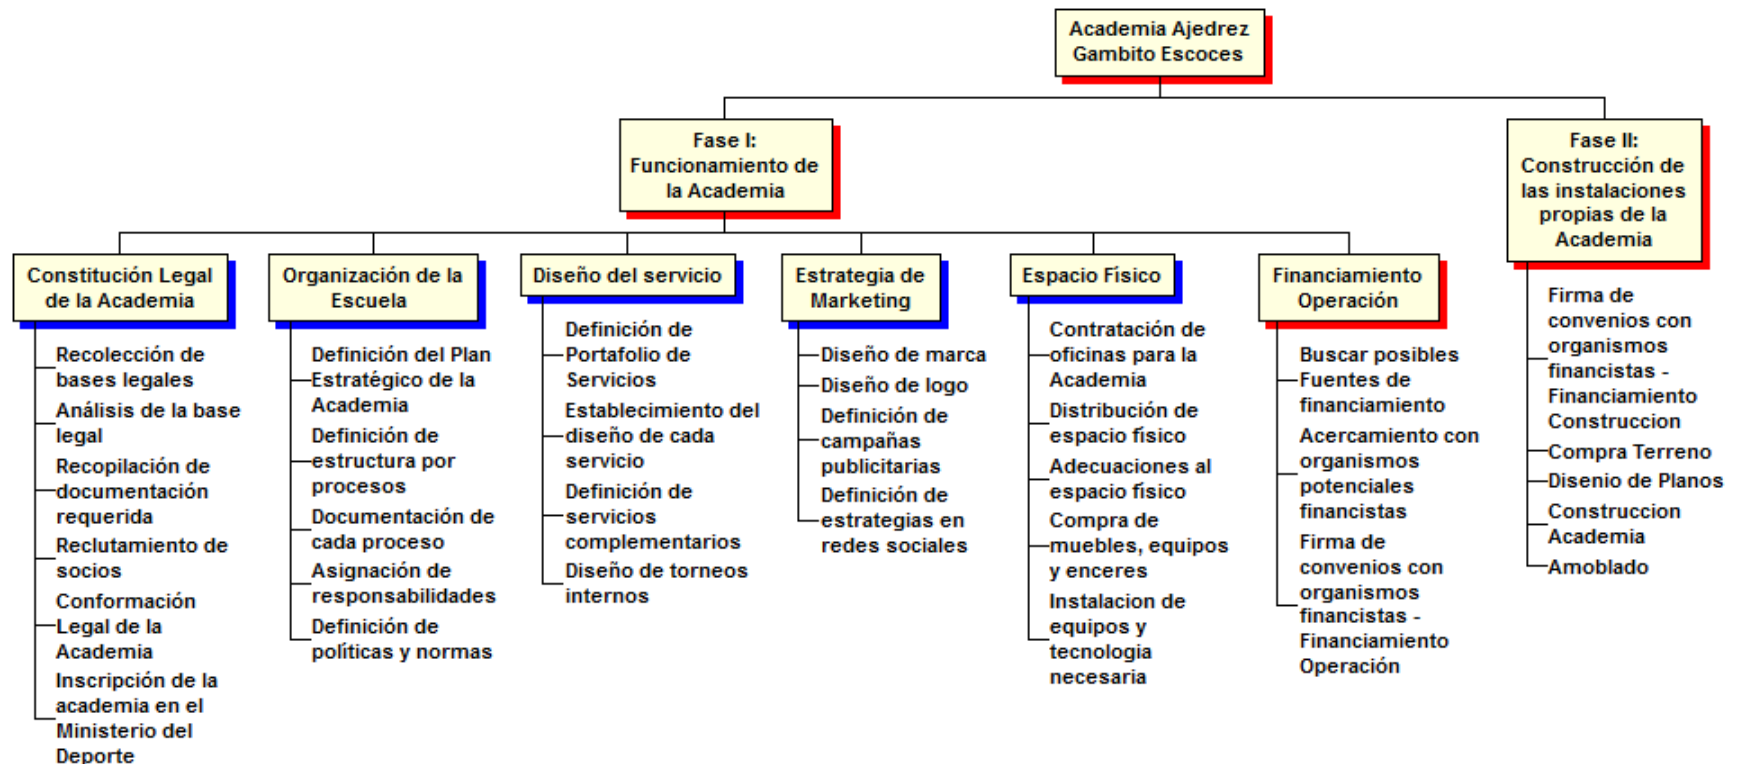 Academia Ajedrez
Gambito Escoces
Fase I:
Funcionamiento de
la Academia
Fase II:
Construcción de
las instalaciones
propias de la
Academia
Constitución Legal
de la Academia
Recolección de
bases legales
Análisis de la base
legal
Recopilación de
documentación
requerida
Reclutamiento de
socios
Conformación
Legal de la
Academia
Inscripción de la
academia en el
Ministerio del
Deporte
Organización de la
Escuela
Definición del Plan
Estratégico de la
Academia
Definición de
estructura por
procesos
Documentación de
cada proceso
Asignación de
responsabilidades
Definición de
políticas y normas
Diseño del servicio
Definición de
Portafolio de
Servicios
Establecimiento del
diseño de cada
servicio
Definición de
servicios
complementarios
Diseño de torneos
internos
Estrategia de
Marketing
Diseño de marca
Diseño de logo
Definición de
campañas
publicitarias
Definición de
estrategias en
redes sociales
Espacio Físico
Contratación de
oficinas para la
Academia
Distribución de
espacio físico
Adecuaciones al
espacio físico
Compra de
muebles, equipos
y enceres
Instalacion de
equipos y
tecnologia
necesaria
Financiamiento
Operación
Buscar posibles
Fuentes de
financiamiento
Acercamiento con
organismos
potenciales
financistas
Firma de
convenios con
organismos
financistas -
Financiamiento
Operación
Firma de
convenios con
organismos
financistas -
Financiamiento
Construccion
Compra Terreno
Disenio de Planos
Construccion
Academia
Amoblado